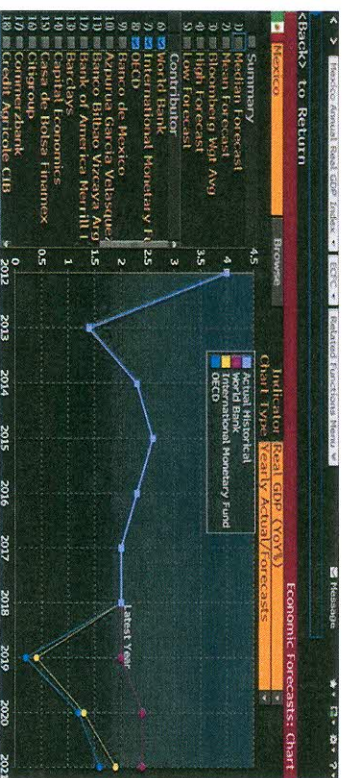 < > Mexico Annual Real GDP Index ECFC Related Functions Menu Message
<Back> to Return
Economic Forecasts: Chart
Mexico Browse Indicator Real GDP (YoY%)
Chart Type Yearly Actual/Forecasts
Summary
1) Median Forecast
2) Mean Forecast
3) Bloomberg Wgt Avg
4) High Forecast
5) Low Forecast
Contributor
6) World Bank
7) International Monetary Fu
8) OECD
9) Banco de Mexico
10) Arpurua Garcia Velasque
11) Banco Bilbao Vizcaya Arg
12) Bank of America Merrill
13) Barclays
14) Capital Economics
15) Casa de Bolsa Finamex
16) Citigroup
17) Commerzbank
18) Credit Agricole CIB
Actual Historical
World Bank
International Monetary Fund
OECD
Latest Year
4.5
4
3.5
3
2.5
2
1.5
1
0.5
0
2012 2013 2014 2015 2016 2017 2018 2019 2020 2021